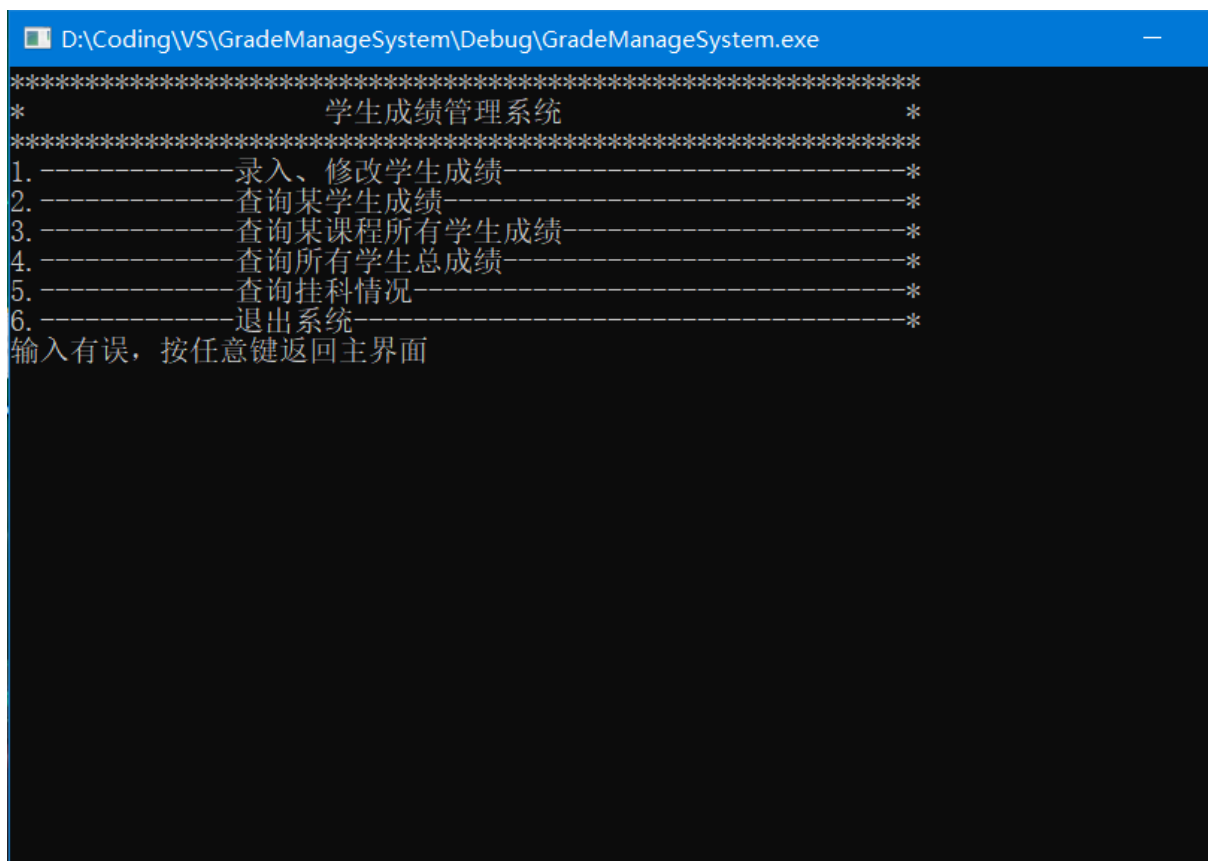 D:\Coding\VS\GradeManageSystem\Debug\GradeManageSystem.exe
*************************************************************
*                    学生成绩管理系统                       *
*************************************************************
1.-------------录入、修改学生成绩---------------------------*
2.-------------查询某学生成绩-------------------------------*
3.-------------查询某课程所有学生成绩-----------------------*
4.-------------查询所有学生总成绩---------------------------*
5.-------------查询挂科情况---------------------------------*
6.-------------退出系统-------------------------------------*
输入有误，按任意键返回主界面